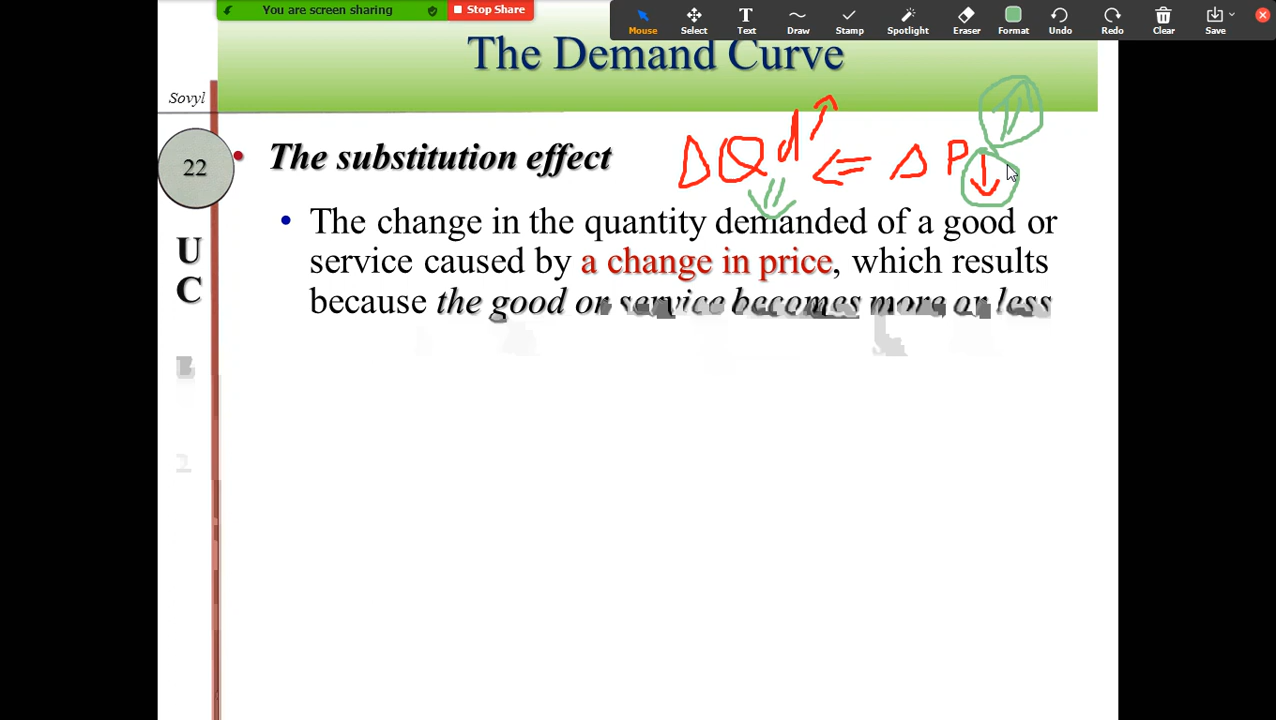 You are screen sharing Stop Share
Mouse Select Text Draw Stamp Spotlight Eraser Format Undo Redo Clear Save
The Demand Curve
Sovyl
ΔQd ⇐ ΔP↓
22
• The substitution effect
• The change in the quantity demanded of a good or
service caused by a change in price, which results
because the good or service becomes more or less
U
C